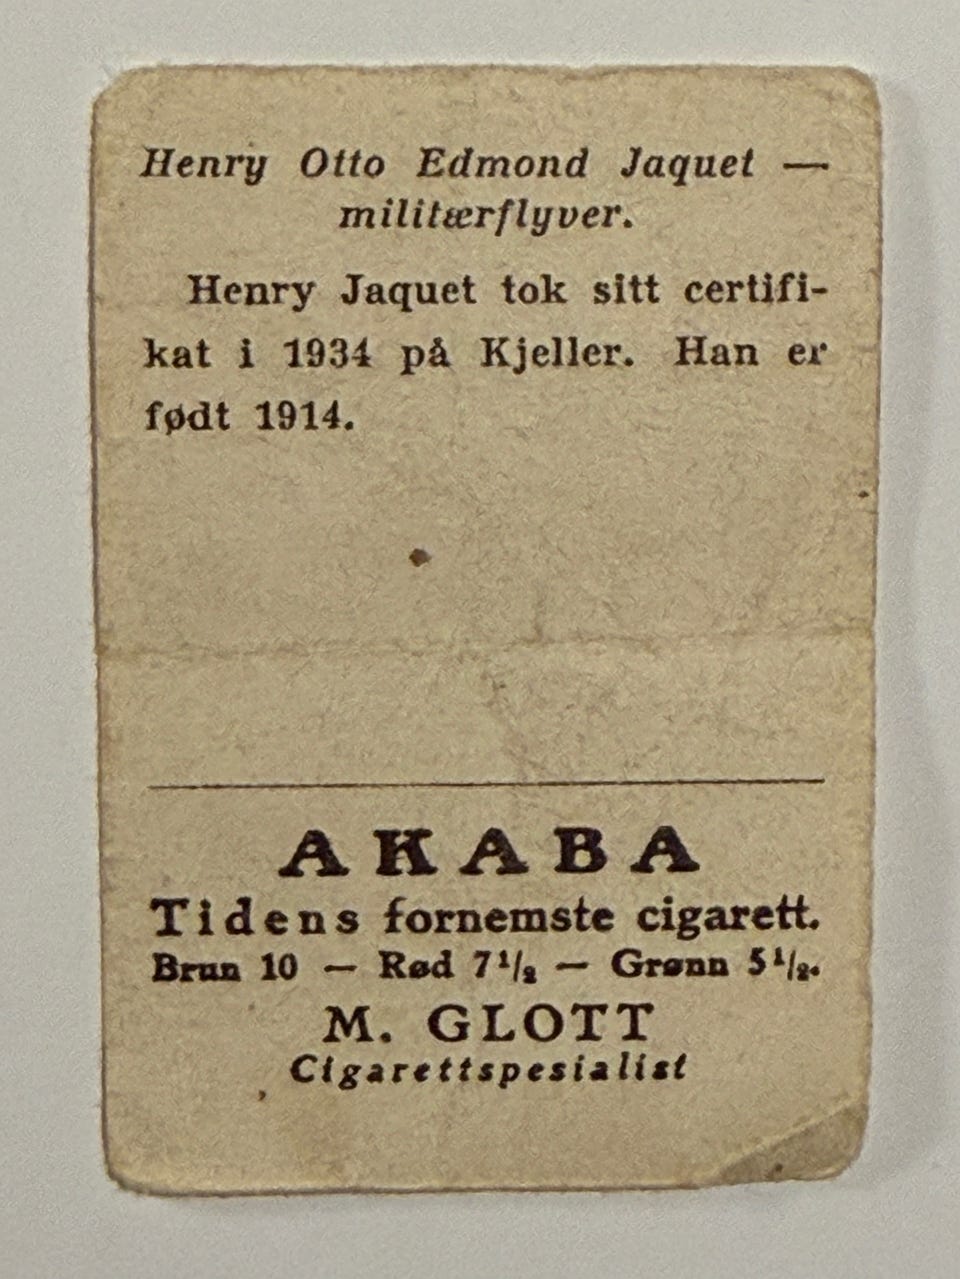 Henry Otto Edmond Jaquet —
militærflyver.
Henry Jaquet tok sitt certifi-
kat i 1934 på Kjeller. Han er
født 1914.
AKABA
Tidens fornemste cigarett.
Brun 10 — Rød 7¹/₂ — Grønn 5¹/₂.
M. GLOTT
Cigarettspesialist